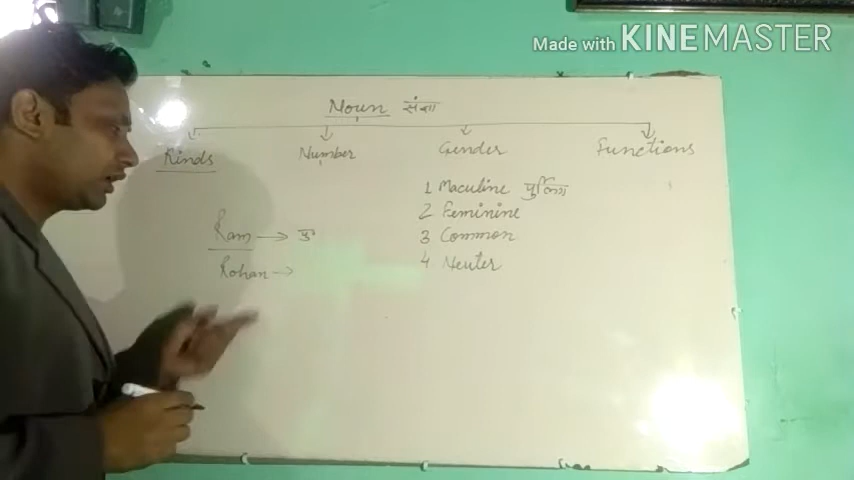 Made with KINEMASTER
Noun संज्ञा
Kinds Number Gender Functions
1 Maculine पुर्लिंग
2 Feminine
Ram → पु 3 Common
Rohan → 4 Neuter